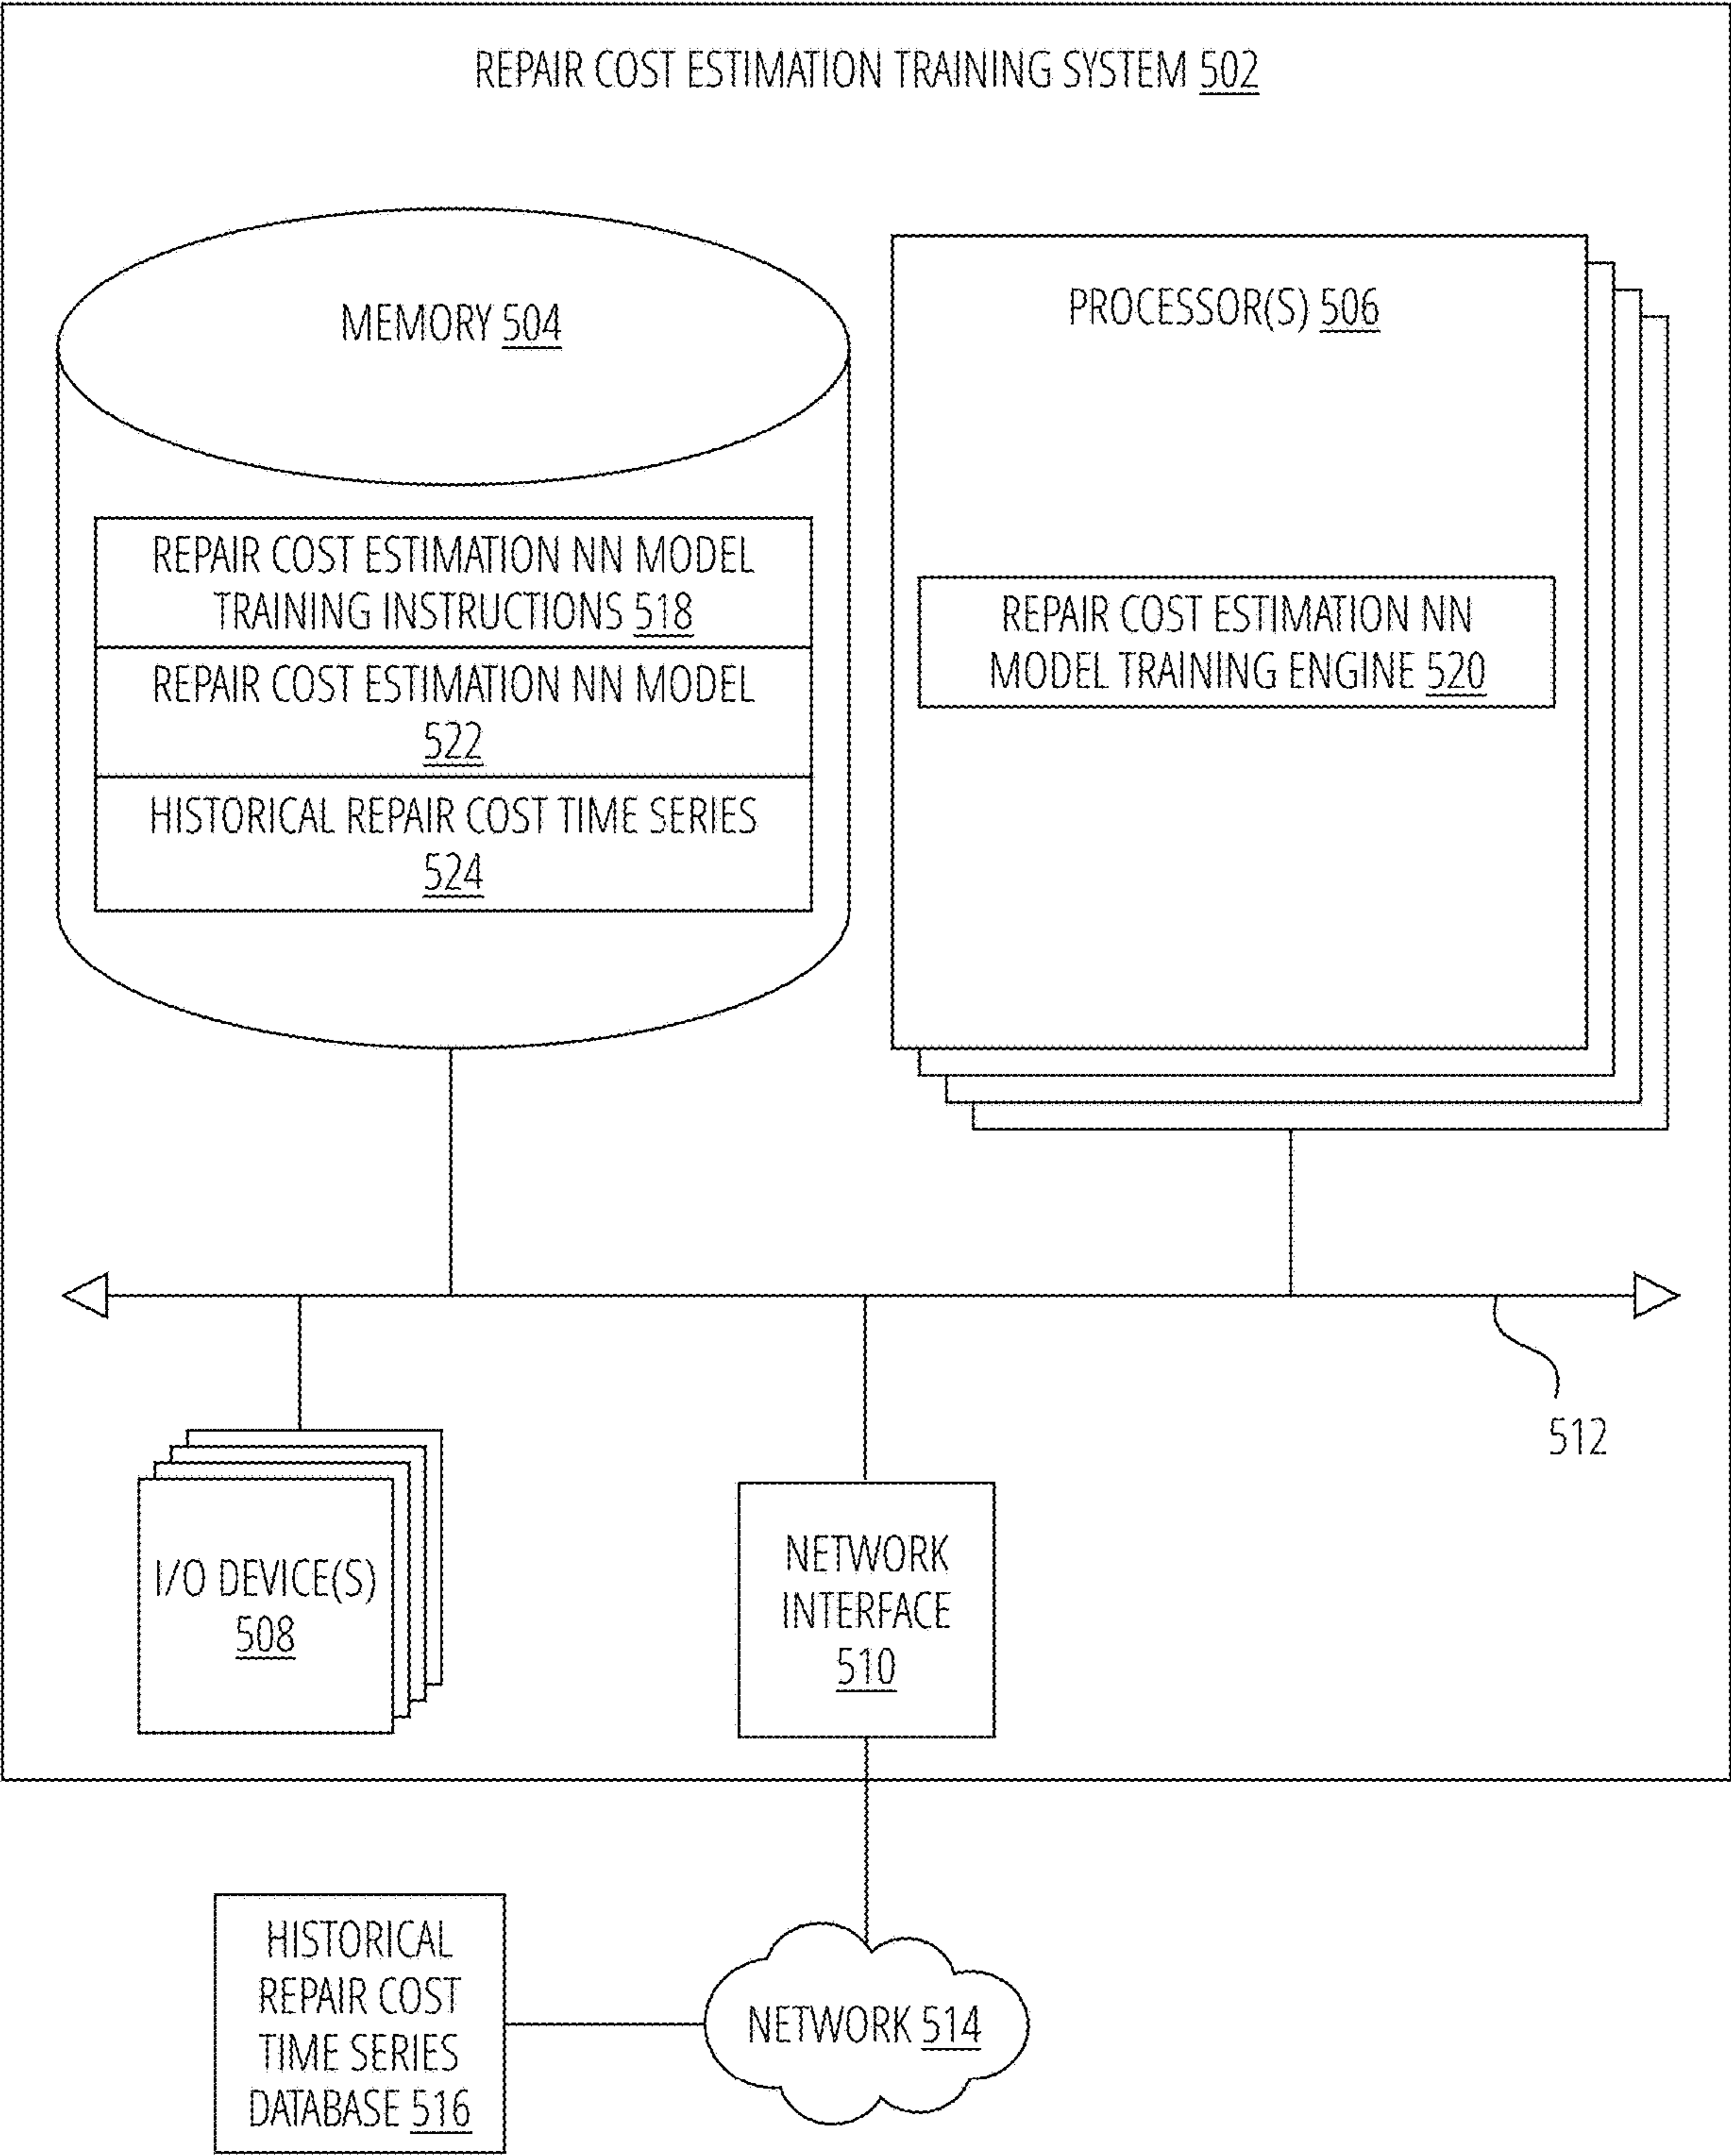 REPAIR COST ESTIMATION TRAINING SYSTEM 502
MEMORY 504
PROCESSOR(S) 506
REPAIR COST ESTIMATION NN MODEL
TRAINING INSTRUCTIONS 518
REPAIR COST ESTIMATION NN MODEL
522
HISTORICAL REPAIR COST TIME SERIES
524
REPAIR COST ESTIMATION NN
MODEL TRAINING ENGINE 520
512
I/O DEVICE(S)
508
NETWORK
INTERFACE
510
HISTORICAL
REPAIR COST
TIME SERIES
DATABASE 516
NETWORK 514